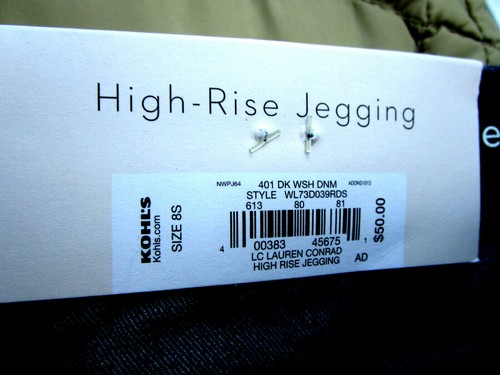 High-Rise Jegging
e
NWPJ64 401 DK WSH DNM
STYLE WL73D039RDS
613 80 81
KOHL'S
Kohls.com
SIZE 8S
$50.00
4 00383 45675 1
LC LAUREN CONRAD
HIGH RISE JEGGING AD